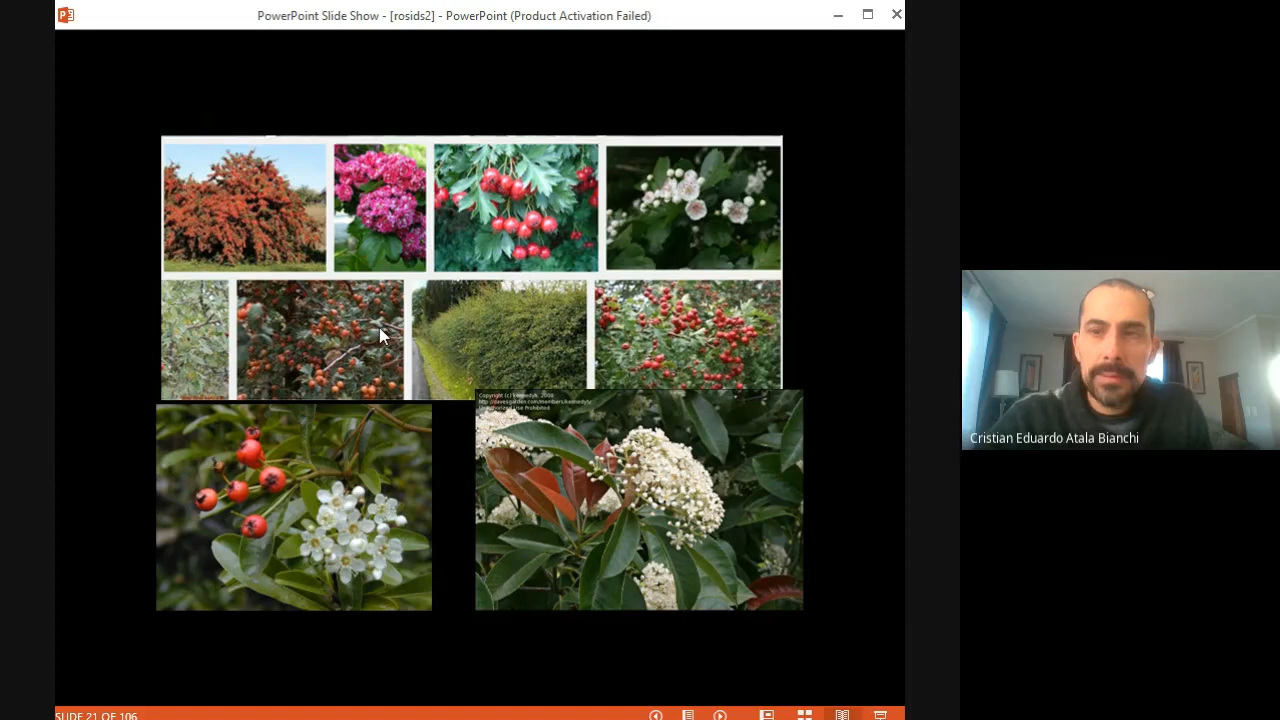 PowerPoint Slide Show - [rosids2] - PowerPoint (Product Activation Failed)
Cristian Eduardo Atala Bianchi
SLIDE 21 OF 106